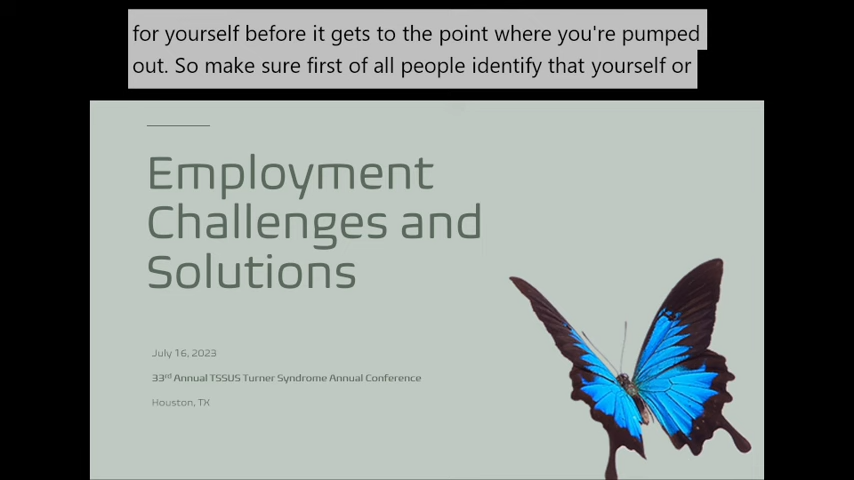 for yourself before it gets to the point where you're pumped
out. So make sure first of all people identify that yourself or
Employment
Challenges and
Solutions
July 16, 2023
33rd Annual TSSUS Turner Syndrome Annual Conference
Houston, TX